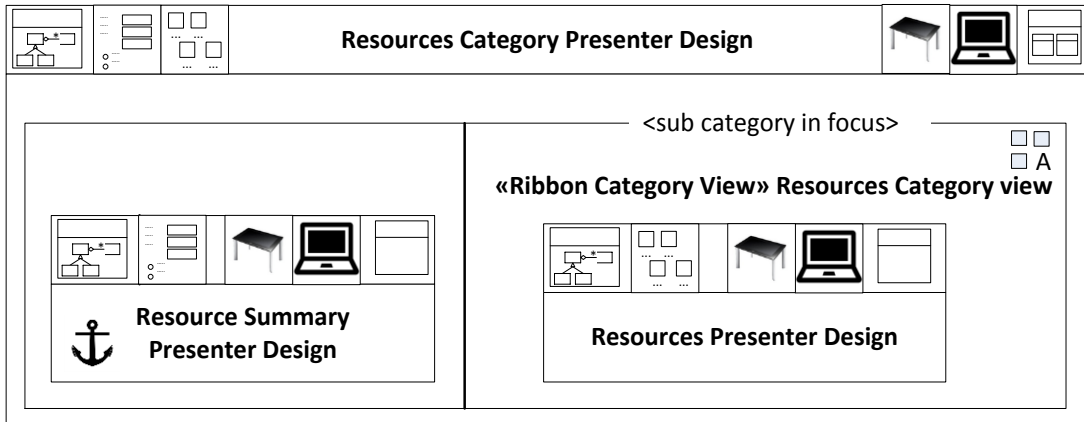 Resources Category Presenter Design
<sub category in focus>
A
«Ribbon Category View» Resources Category view
Resource Summary
Presenter Design
Resources Presenter Design